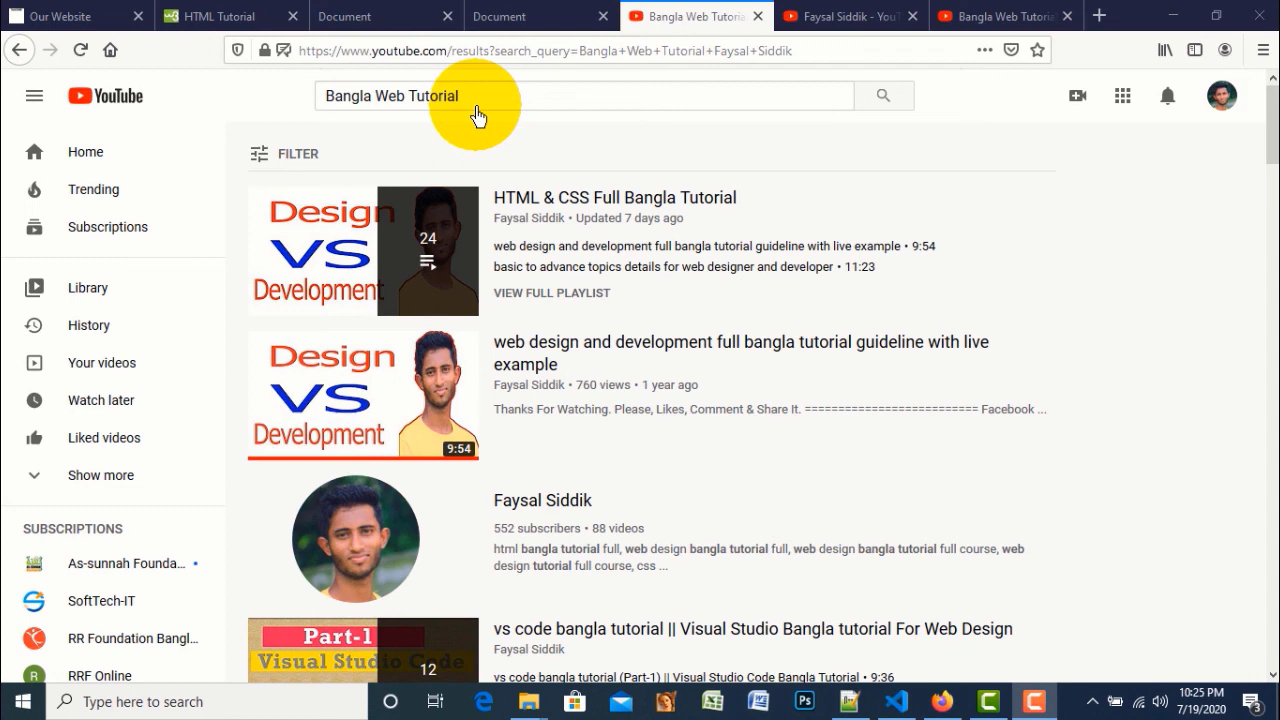 Our Website
HTML Tutorial
Document
Document
Bangla Web Tutorial
Faysal Siddik - You
Bangla Web Tutoria
https://www.youtube.com/results?search_query=Bangla+Web+Tutorial+Faysal+Siddik
YouTube
Bangla Web Tutorial
Home
Trending
Subscriptions
Library
History
Your videos
Watch later
Liked videos
Show more
SUBSCRIPTIONS
As-sunnah Founda...
SoftTech-IT
RR Foundation Bangl...
RRF Online
FILTER
Design
VS
Development
24
HTML & CSS Full Bangla Tutorial
Faysal Siddik • Updated 7 days ago
web design and development full bangla tutorial guideline with live example • 9:54
basic to advance topics details for web designer and developer • 11:23
VIEW FULL PLAYLIST
Design
VS
Development
9:54
web design and development full bangla tutorial guideline with live
example
Faysal Siddik • 760 views • 1 year ago
Thanks For Watching. Please, Likes, Comment & Share It. ========================== Facebook ...
Faysal Siddik
552 subscribers • 88 videos
html bangla tutorial full, web design bangla tutorial full, web design bangla tutorial full course, web
design tutorial full course, css ...
Part-1
Visual Studio Code
12
vs code bangla tutorial || Visual Studio Bangla tutorial For Web Design
Faysal Siddik
vs code bangla tutorial (Part-1) || Visual Studio Code Bangla Tutorial • 9:36
Type here to search
10:25 PM
7/19/2020
3